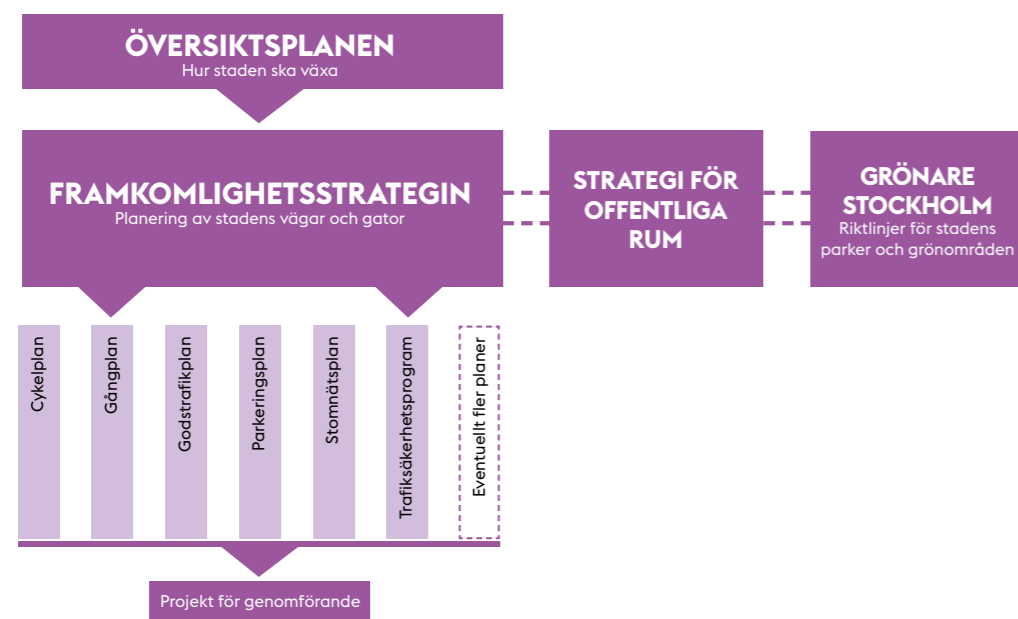 ÖVERSIKTSPLANEN
Hur staden ska växa
FRAMKOMLIGHETSSTRATEGIN
Planering av stadens vägar och gator
STRATEGI FÖR
OFFENTLIGA
RUM
GRÖNARE
STOCKHOLM
Riktlinjer för stadens
parker och grönområden
Cykelplan
Gångplan
Godstrafikplan
Parkeringsplan
Stomnätsplan
Trafiksäkerhetsprogram
Eventuellt fler planer
Projekt för genomförande